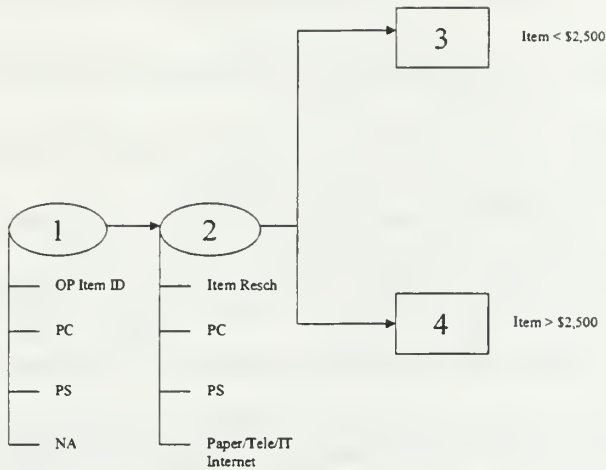 3
Item < $2,500
1
2
OP Item ID
Item Resch
PC
PC
4
Item > $2,500
PS
PS
NA
Paper/Tele/IT
Internet